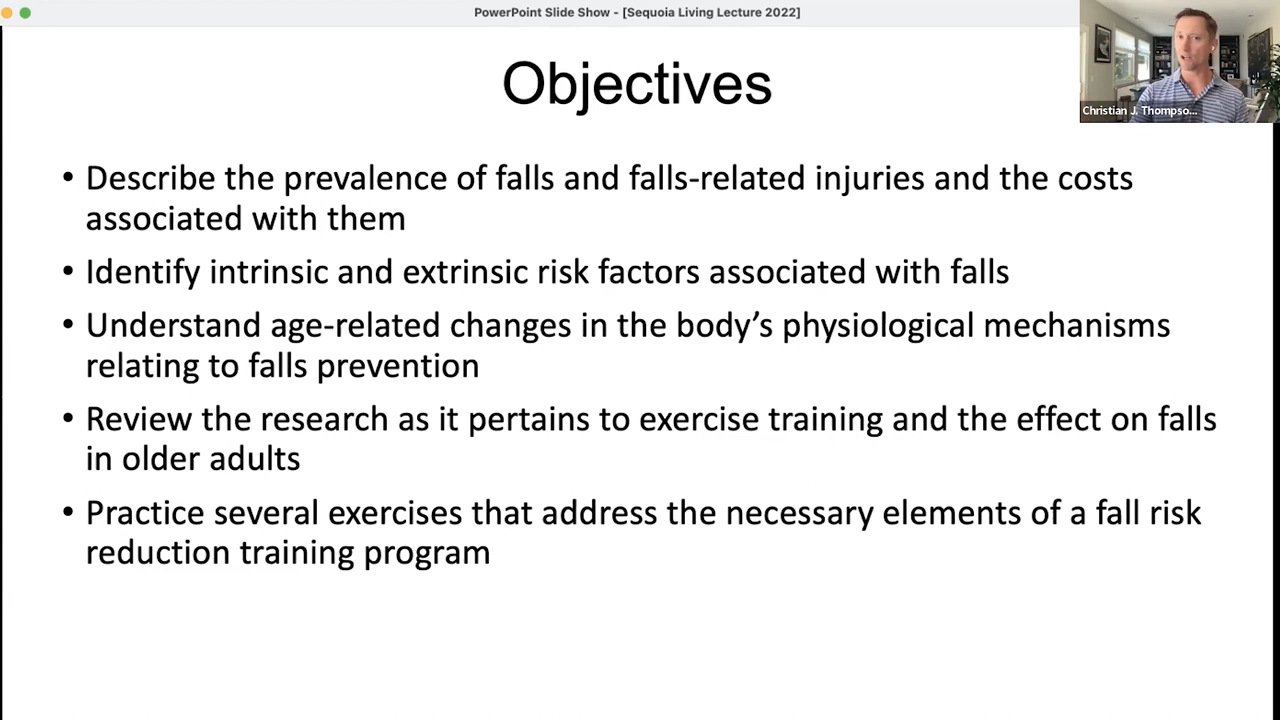 PowerPoint Slide Show - [Sequoia Living Lecture 2022]
Christian J. Thompso...
Objectives
• Describe the prevalence of falls and falls-related injuries and the costs
associated with them
• Identify intrinsic and extrinsic risk factors associated with falls
• Understand age-related changes in the body’s physiological mechanisms
relating to falls prevention
• Review the research as it pertains to exercise training and the effect on falls
in older adults
• Practice several exercises that address the necessary elements of a fall risk
reduction training program